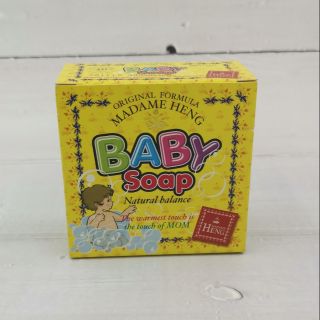 ORIGINAL FORMULA
MADAME HENG
BABY
Soap
Natural balance
the warmest touch is
the touch of MOM
HENG